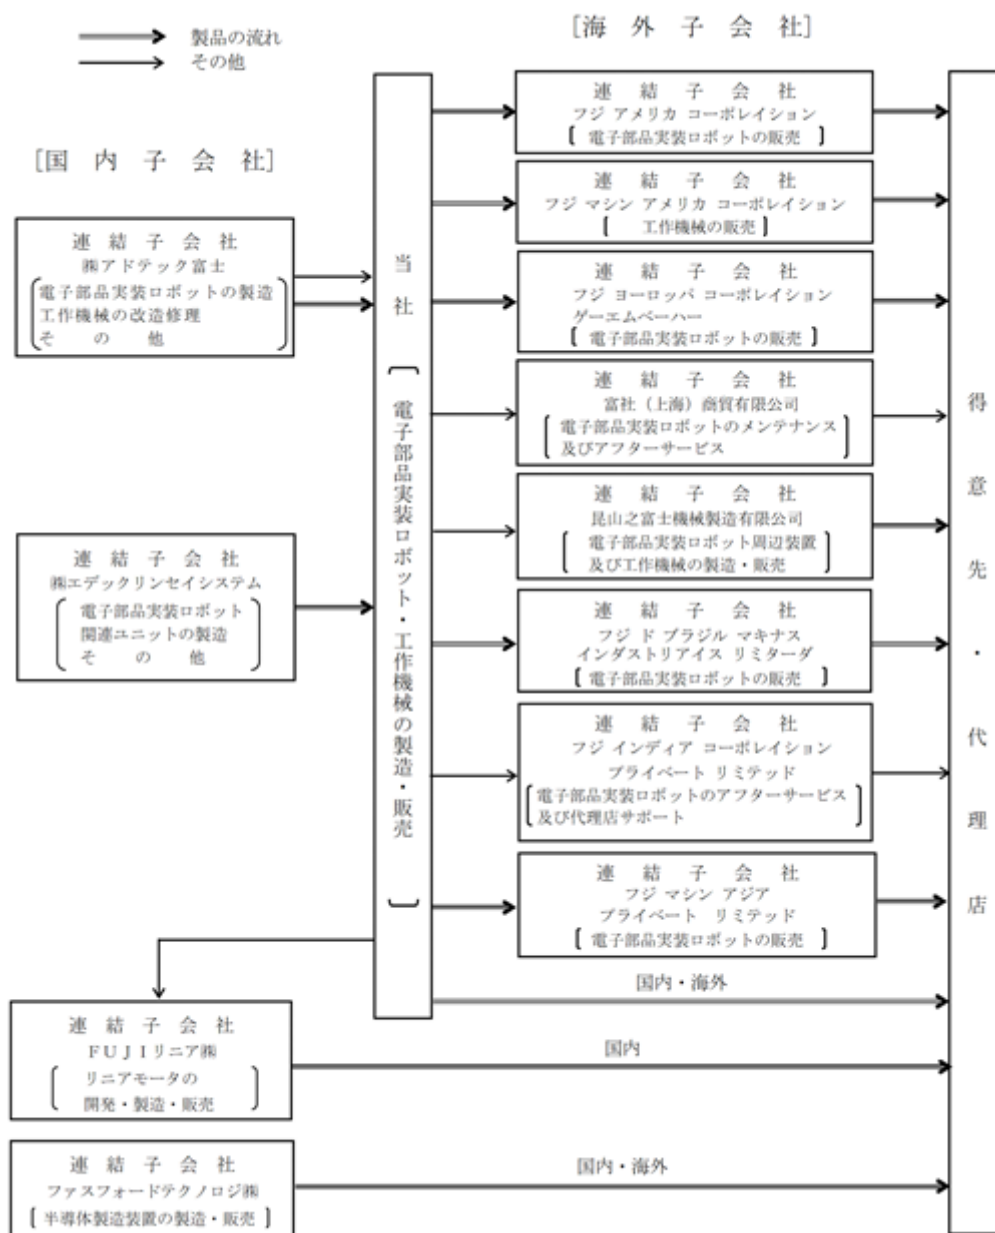 製品の流れ
その他
[国 内 子 会 社]
連 結 子 会 社
㈱アドテック富士
電子部品実装ロボットの製造
工作機械の改造修理
そ の 他
連 結 子 会 社
㈱エデックリンセイシステム
電子部品実装ロボット
関連ユニットの製造
そ の 他
連 結 子 会 社
FUJIリニア㈱
リニアモータの
開発・製造・販売
連 結 子 会 社
ファスフォードテクノロジ㈱
半導体製造装置の製造・販売
当社
電子部品実装ロボット・工作機械の製造・販売
[海 外 子 会 社]
連 結 子 会 社
フジ アメリカ コーポレイション
電子部品実装ロボットの販売
連 結 子 会 社
フジ マシン アメリカ コーポレイション
工作機械の販売
連 結 子 会 社
フジ ヨーロッパ コーポレイション
ゲーエムベーハー
電子部品実装ロボットの販売
連 結 子 会 社
富社(上海)商貿有限公司
電子部品実装ロボットのメンテナンス
及びアフターサービス
連 結 子 会 社
昆山之富士機械製造有限公司
電子部品実装ロボット周辺装置
及び工作機械の製造・販売
連 結 子 会 社
フジ ド ブラジル マキナス
インダストリアイス リミターダ
電子部品実装ロボットの販売
連 結 子 会 社
フジ インディア コーポレイション
プライベート リミテッド
電子部品実装ロボットのアフターサービス
及び代理店サポート
連 結 子 会 社
フジ マシン アジア
プライベート リミテッド
電子部品実装ロボットの販売
国内・海外
国内
国内・海外
得意先・代理店